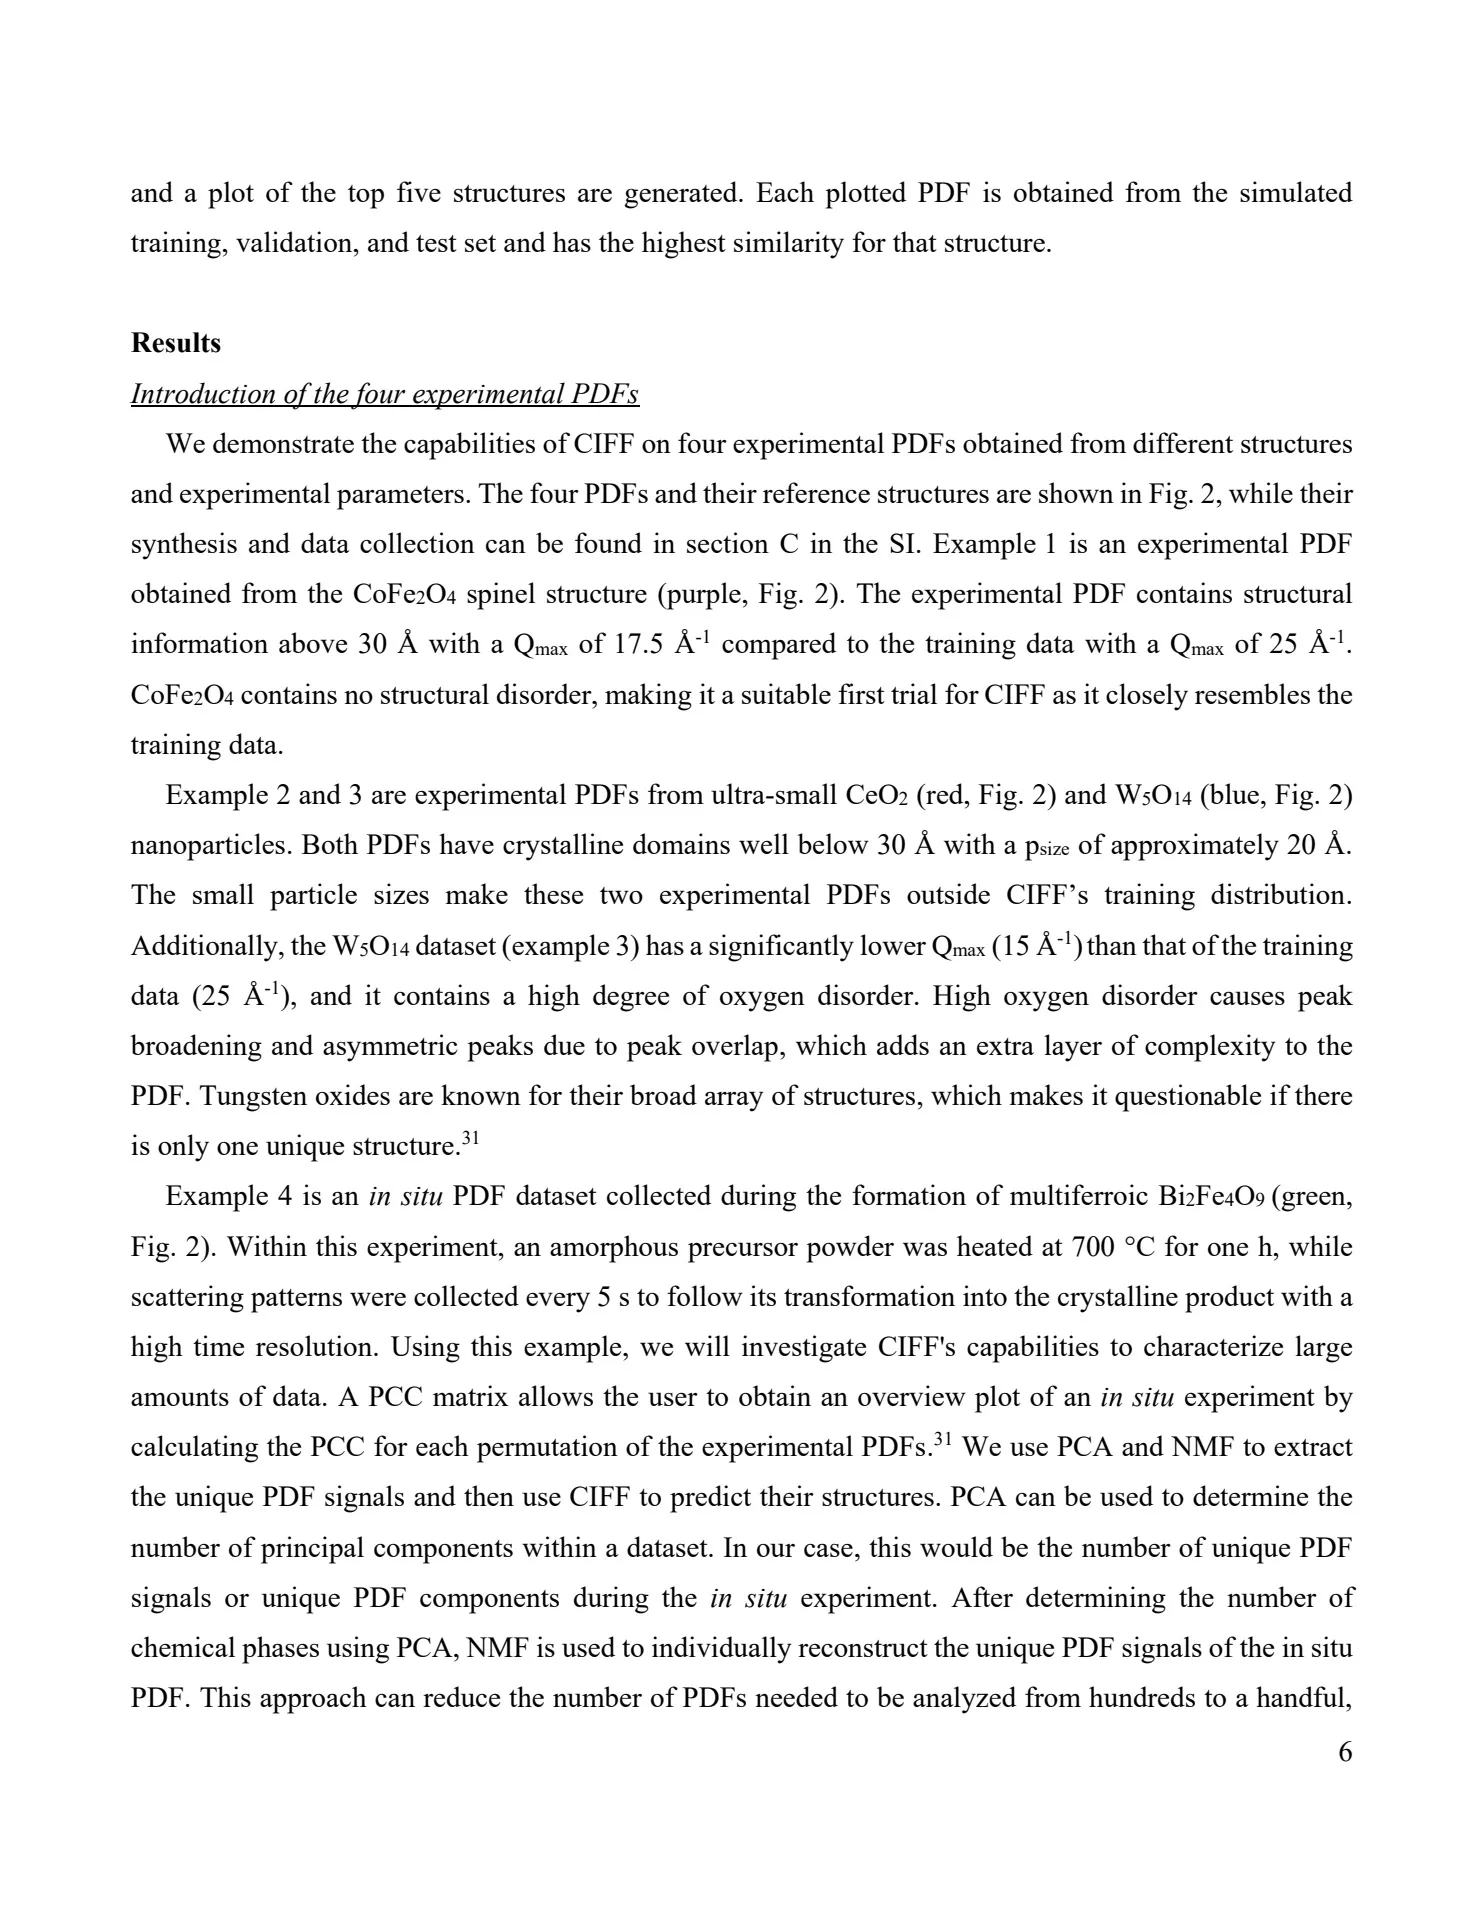 and a plot of the top five structures are generated. Each plotted PDF is obtained from the simulated
training, validation, and test set and has the highest similarity for that structure.
Results
Introduction of the four experimental PDFs
We demonstrate the capabilities of CIFF on four experimental PDFs obtained from different structures
and experimental parameters. The four PDFs and their reference structures are shown in Fig. 2, while their
synthesis and data collection can be found in section C in the SI. Example 1 is an experimental PDF
obtained from the CoFe2O4 spinel structure (purple, Fig. 2). The experimental PDF contains structural
information above 30 Å with a Qmax of 17.5 Å-1 compared to the training data with a Qmax of 25 Å-1.
CoFe2O4 contains no structural disorder, making it a suitable first trial for CIFF as it closely resembles the
training data.
Example 2 and 3 are experimental PDFs from ultra-small CeO2 (red, Fig. 2) and W5O14 (blue, Fig. 2)
nanoparticles. Both PDFs have crystalline domains well below 30 Å with a psize of approximately 20 Å.
The small particle sizes make these two experimental PDFs outside CIFF’s training distribution.
Additionally, the W5O14 dataset (example 3) has a significantly lower Qmax (15 Å-1) than that of the training
data (25 Å-1), and it contains a high degree of oxygen disorder. High oxygen disorder causes peak
broadening and asymmetric peaks due to peak overlap, which adds an extra layer of complexity to the
PDF. Tungsten oxides are known for their broad array of structures, which makes it questionable if there
is only one unique structure.31
Example 4 is an in situ PDF dataset collected during the formation of multiferroic Bi2Fe4O9 (green,
Fig. 2). Within this experiment, an amorphous precursor powder was heated at 700 °C for one h, while
scattering patterns were collected every 5 s to follow its transformation into the crystalline product with a
high time resolution. Using this example, we will investigate CIFF's capabilities to characterize large
amounts of data. A PCC matrix allows the user to obtain an overview plot of an in situ experiment by
calculating the PCC for each permutation of the experimental PDFs.31 We use PCA and NMF to extract
the unique PDF signals and then use CIFF to predict their structures. PCA can be used to determine the
number of principal components within a dataset. In our case, this would be the number of unique PDF
signals or unique PDF components during the in situ experiment. After determining the number of
chemical phases using PCA, NMF is used to individually reconstruct the unique PDF signals of the in situ
PDF. This approach can reduce the number of PDFs needed to be analyzed from hundreds to a handful,
6